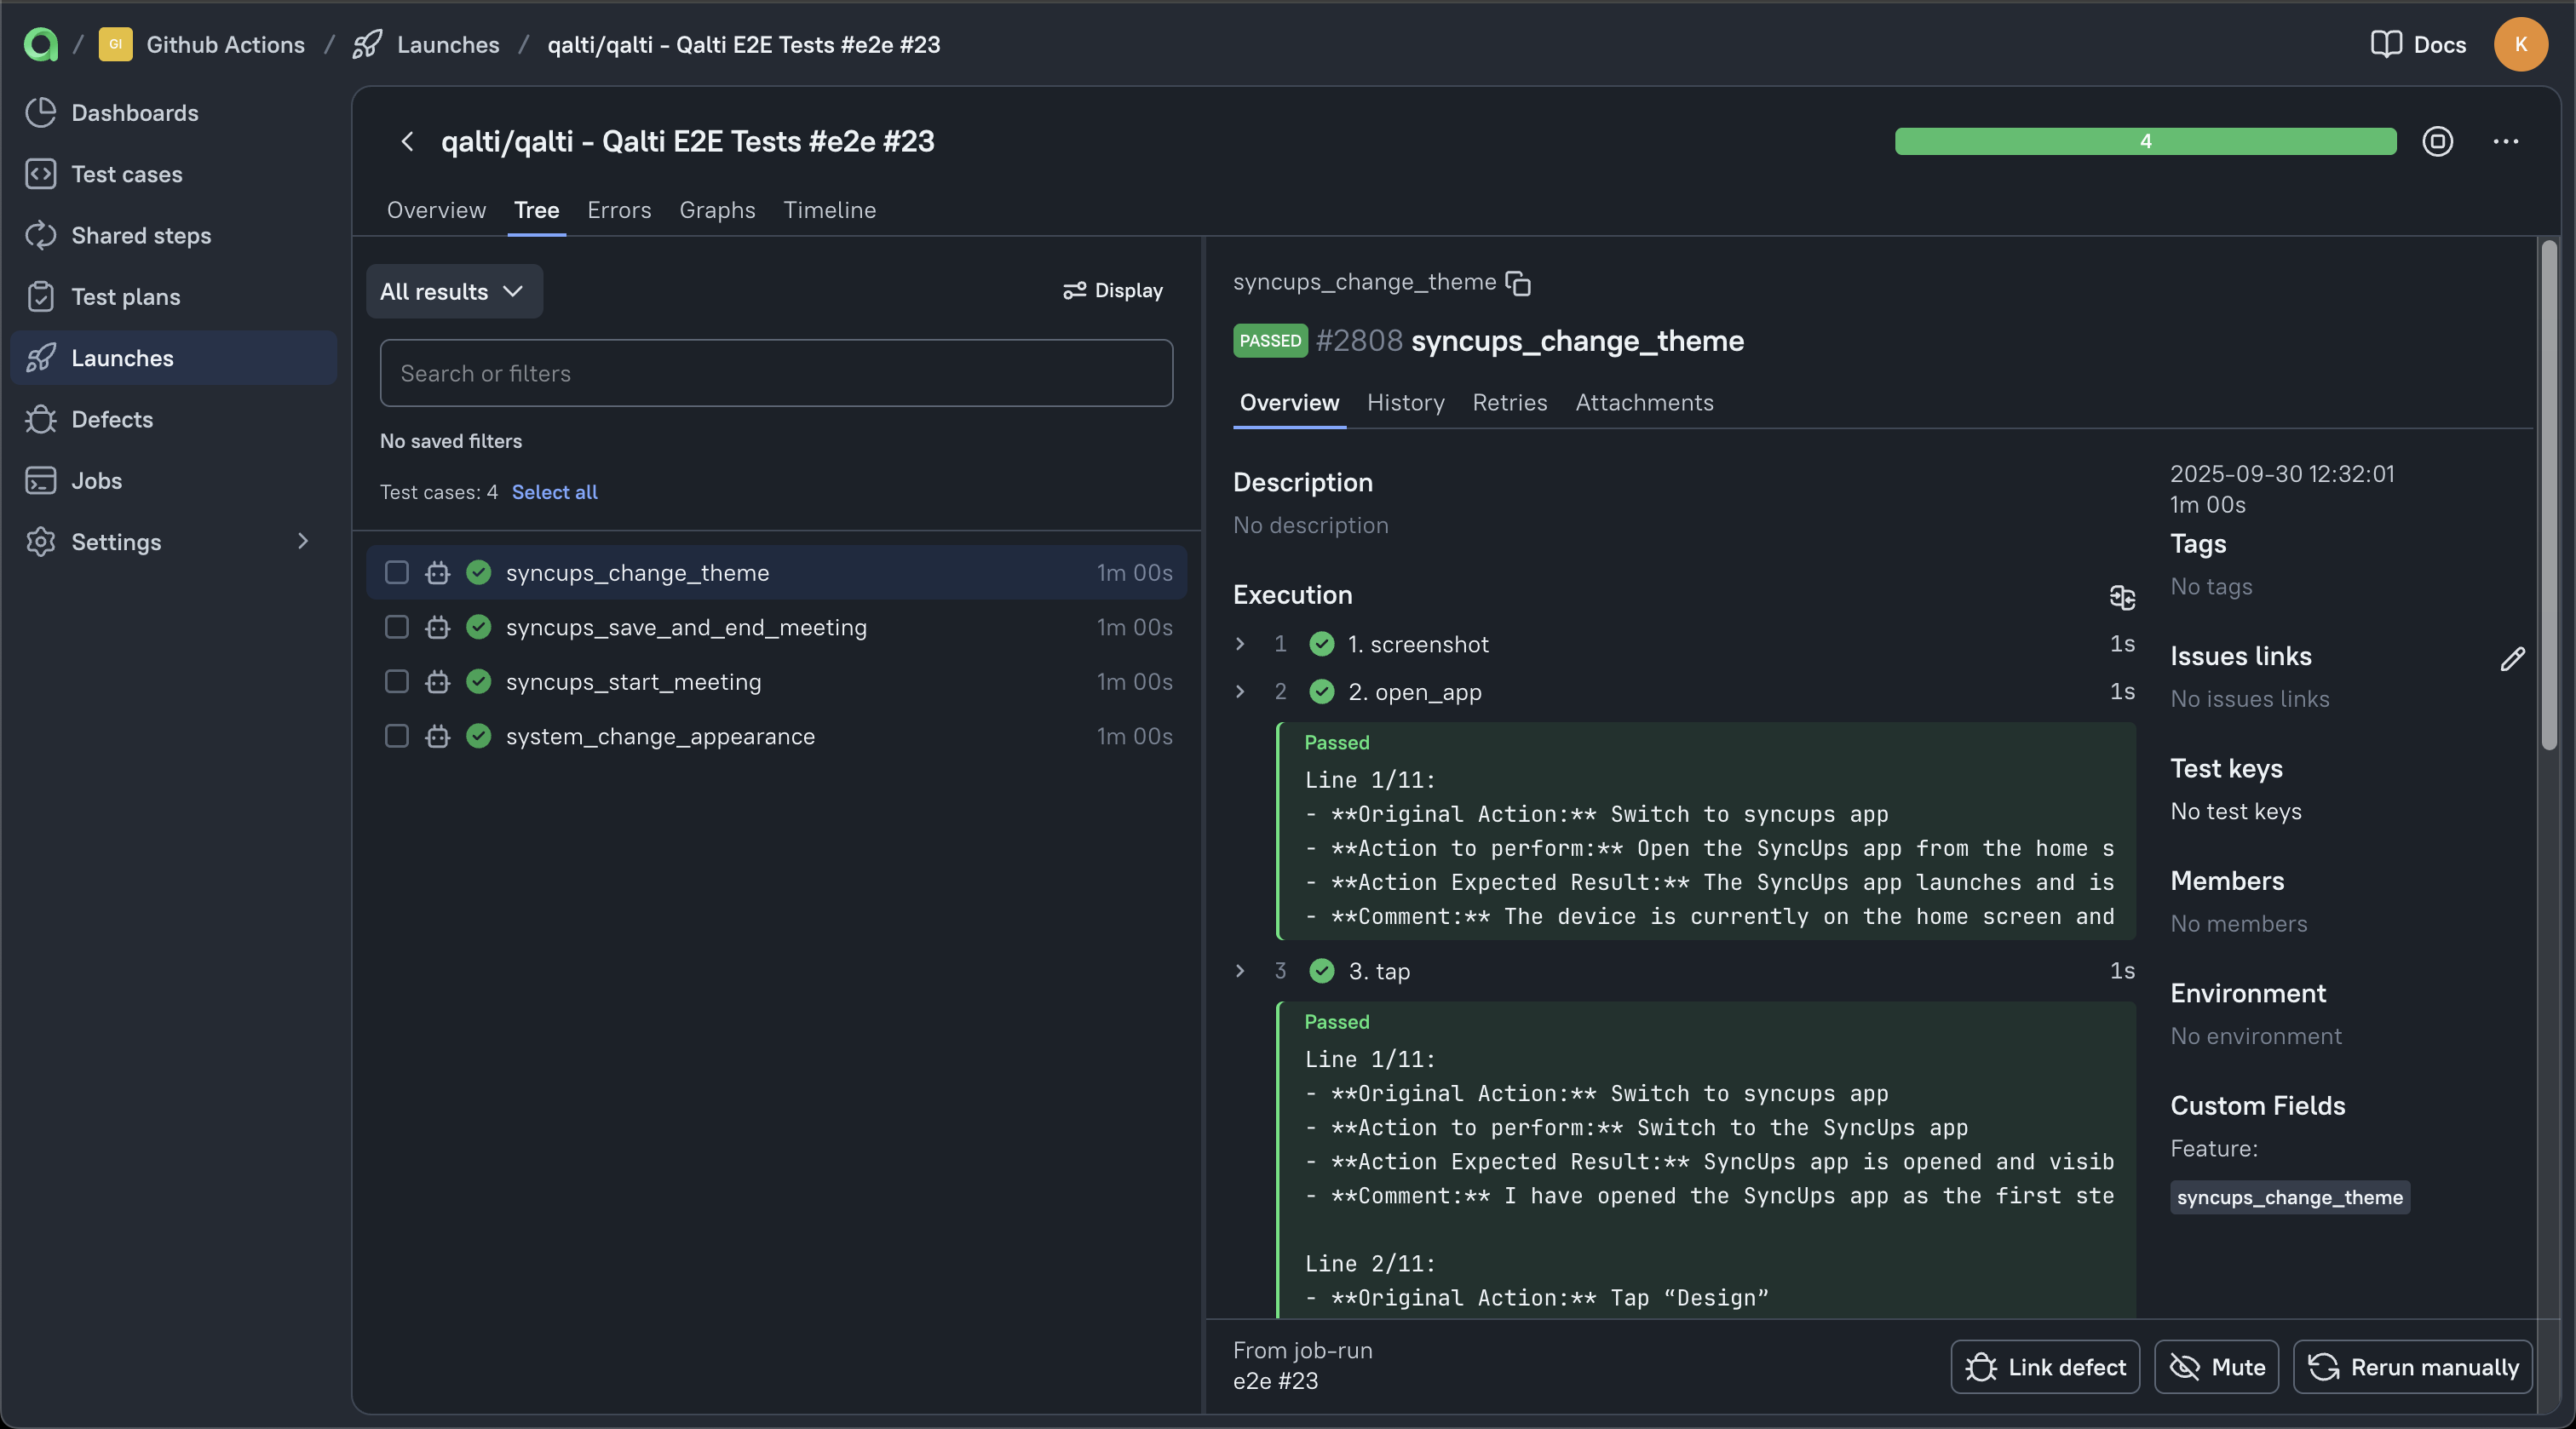 / GI Github Actions / Launches / qalti/qalti - Qalti E2E Tests #e2e #23
Docs K
Dashboards
Test cases
Shared steps
Test plans
Launches
Defects
Jobs
Settings
qalti/qalti - Qalti E2E Tests #e2e #23
4
Overview Tree Errors Graphs Timeline
All results
Display
Search or filters
No saved filters
Test cases: 4 Select all
syncups_change_theme 1m 00s
syncups_save_and_end_meeting 1m 00s
syncups_start_meeting 1m 00s
system_change_appearance 1m 00s
syncups_change_theme
PASSED #2808 syncups_change_theme
Overview History Retries Attachments
Description
No description
Execution
1 1. screenshot 1s
2 2. open_app 1s
Passed
Line 1/11:
- **Original Action:** Switch to syncups app
- **Action to perform:** Open the SyncUps app from the home s
- **Action Expected Result:** The SyncUps app launches and is
- **Comment:** The device is currently on the home screen and
3 3. tap 1s
Passed
Line 1/11:
- **Original Action:** Switch to syncups app
- **Action to perform:** Switch to the SyncUps app
- **Action Expected Result:** SyncUps app is opened and visib
- **Comment:** I have opened the SyncUps app as the first ste
Line 2/11:
- **Original Action:** Tap “Design”
2025-09-30 12:32:01
1m 00s
Tags
No tags
Issues links
No issues links
Test keys
No test keys
Members
No members
Environment
No environment
Custom Fields
Feature:
syncups_change_theme
From job-run
e2e #23
Link defect
Mute
Rerun manually